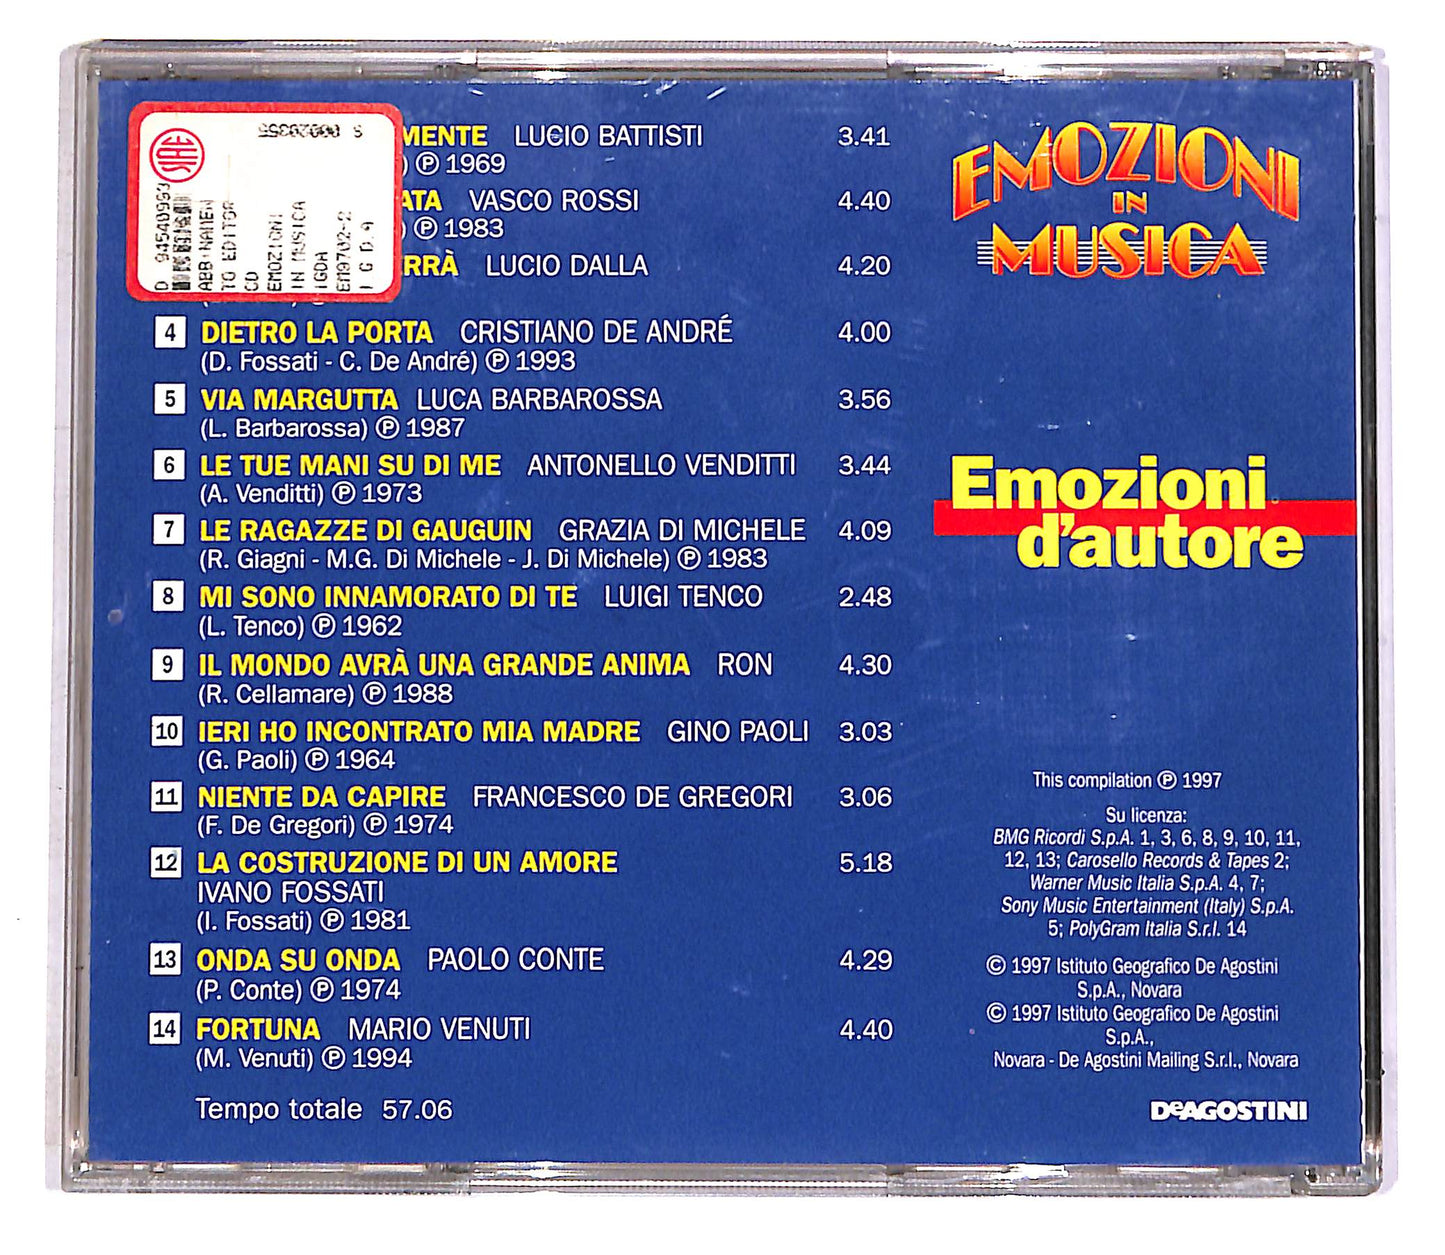 MENTE LUCIO BATTISTI 3.41
) ℗ 1969
ATA VASCO ROSSI 4.40
) ℗ 1983
ERRÀ LUCIO DALLA 4.20
4 DIETRO LA PORTA CRISTIANO DE ANDRÉ 4.00
(D. Fossati - C. De André) ℗ 1993
5 VIA MARGUTTA LUCA BARBAROSSA 3.56
(L. Barbarossa) ℗ 1987
6 LE TUE MANI SU DI ME ANTONELLO VENDITTI 3.44
(A. Venditti) ℗ 1973
7 LE RAGAZZE DI GAUGUIN GRAZIA DI MICHELE 4.09
(R. Giagni - M.G. Di Michele - J. Di Michele) ℗ 1983
8 MI SONO INNAMORATO DI TE LUIGI TENCO 2.48
(L. Tenco) ℗ 1962
9 IL MONDO AVRÀ UNA GRANDE ANIMA RON 4.30
(R. Cellamare) ℗ 1988
10 IERI HO INCONTRATO MIA MADRE GINO PAOLI 3.03
(G. Paoli) ℗ 1964
11 NIENTE DA CAPIRE FRANCESCO DE GREGORI 3.06
(F. De Gregori) ℗ 1974
12 LA COSTRUZIONE DI UN AMORE 5.18
IVANO FOSSATI
(I. Fossati) ℗ 1981
13 ONDA SU ONDA PAOLO CONTE 4.29
(P. Conte) ℗ 1974
14 FORTUNA MARIO VENUTI 4.40
(M. Venuti) ℗ 1994
Tempo totale 57.06
SIAE
S 00020355
D 94540993
ABB·NAMEN
TO EDITOR
CD
EMOZIONI
IN MUSICA
IGDA
EM9702-2
I G D.A
EMOZIONI
IN
MUSICA
Emozioni
d'autore
This compilation ℗ 1997
Su licenza:
BMG Ricordi S.p.A. 1, 3, 6, 8, 9, 10, 11,
12, 13; Carosello Records & Tapes 2;
Warner Music Italia S.p.A. 4, 7;
Sony Music Entertainment (Italy) S.p.A.
5; PolyGram Italia S.r.l. 14
© 1997 Istituto Geografico De Agostini
S.p.A., Novara
© 1997 Istituto Geografico De Agostini
S.p.A.,
Novara - De Agostini Mailing S.r.l., Novara
DeAGOSTINI